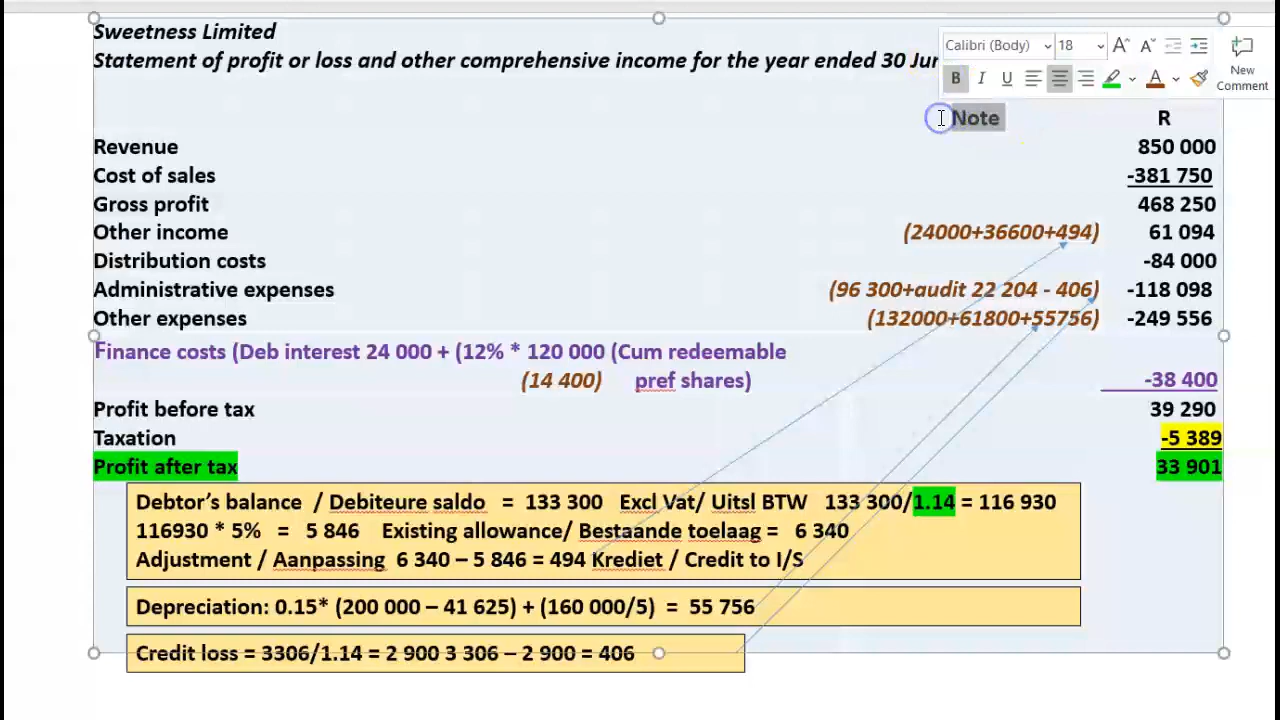 Sweetness Limited
Statement of profit or loss and other comprehensive income for the year ended 30 Jun
Calibri (Body) 18
B I U A New Comment
Note R
Revenue 850 000
Cost of sales -381 750
Gross profit 468 250
Other income (24000+36600+494) 61 094
Distribution costs -84 000
Administrative expenses (96 300+audit 22 204 - 406) -118 098
Other expenses (132000+61800+55756) -249 556
Finance costs (Deb interest 24 000 + (12% * 120 000 (Cum redeemable
(14 400) pref shares) -38 400
Profit before tax 39 290
Taxation -5 389
Profit after tax 33 901
Debtor's balance / Debiteure saldo = 133 300 Excl Vat/ Uitsl BTW 133 300/1.14 = 116 930
116930 * 5% = 5 846 Existing allowance/ Bestaande toelaag = 6 340
Adjustment / Aanpassing 6 340 – 5 846 = 494 Krediet / Credit to I/S
Depreciation: 0.15* (200 000 – 41 625) + (160 000/5) = 55 756
Credit loss = 3306/1.14 = 2 900 3 306 – 2 900 = 406